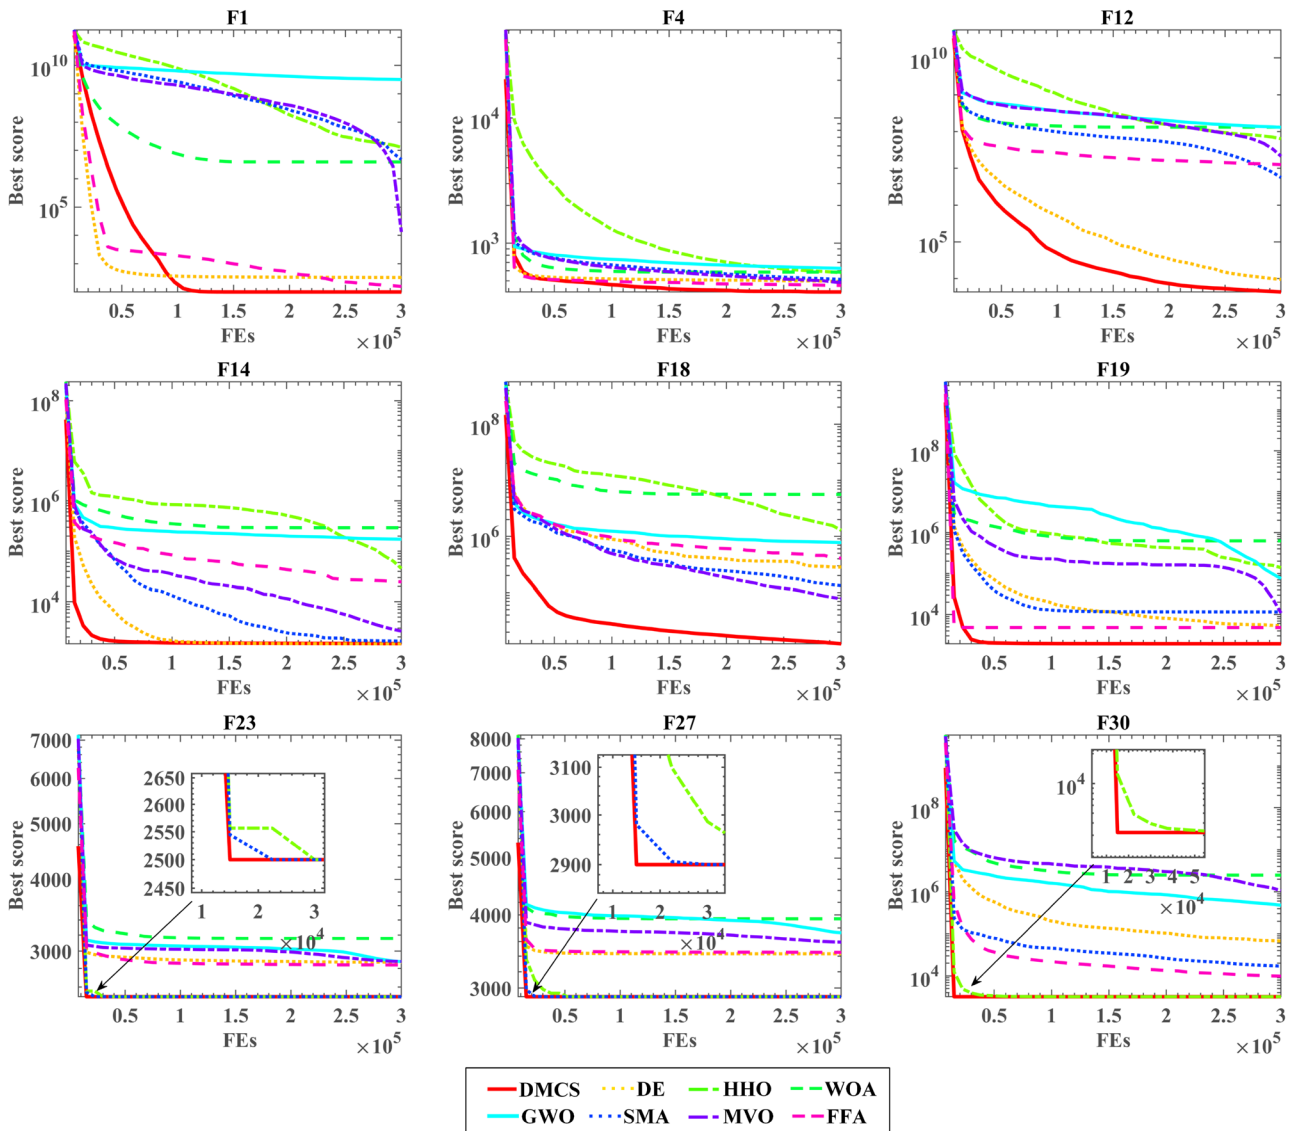 F1
Best score
10^10
10^5
0.5 1 1.5 2 2.5 3
FEs
×10^5
F4
Best score
10^4
10^3
0.5 1 1.5 2 2.5 3
FEs
×10^5
F12
Best score
10^10
10^5
0.5 1 1.5 2 2.5 3
FEs
×10^5
F14
Best score
10^8
10^6
10^4
0.5 1 1.5 2 2.5 3
FEs
×10^5
F18
Best score
10^8
10^6
0.5 1 1.5 2 2.5 3
FEs
×10^5
F19
Best score
10^8
10^6
10^4
0.5 1 1.5 2 2.5 3
FEs
×10^5
F23
Best score
7000
6000
5000
4000
3000
2650
2600
2550
2500
2450
1 2 3
×10^4
0.5 1 1.5 2 2.5 3
FEs
×10^5
F27
Best score
8000
7000
6000
5000
4000
3000
3100
3000
2900
1 2 3
×10^4
0.5 1 1.5 2 2.5 3
FEs
×10^5
F30
Best score
10^8
10^6
10^4
10^4
1 2 3 4 5
×10^4
0.5 1 1.5 2 2.5 3
FEs
×10^5
DMCS DE HHO WOA
GWO SMA MVO FFA